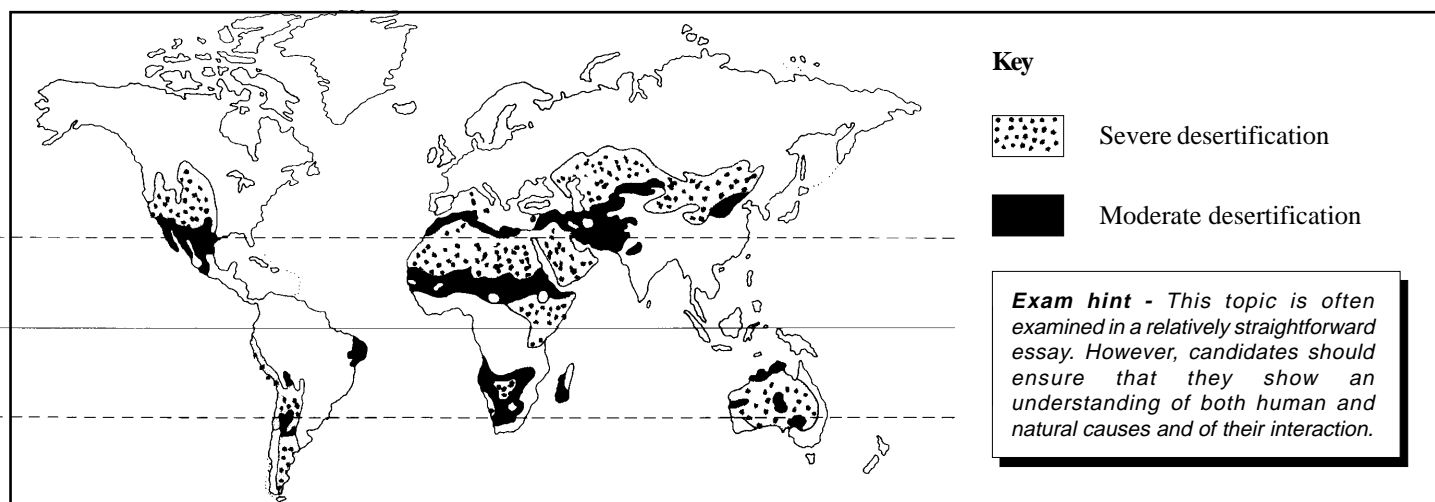 Key
Severe desertification
Moderate desertification
Exam hint - This topic is often
examined in a relatively straightforward
essay. However, candidates should
ensure that they show an
understanding of both human and
natural causes and of their interaction.